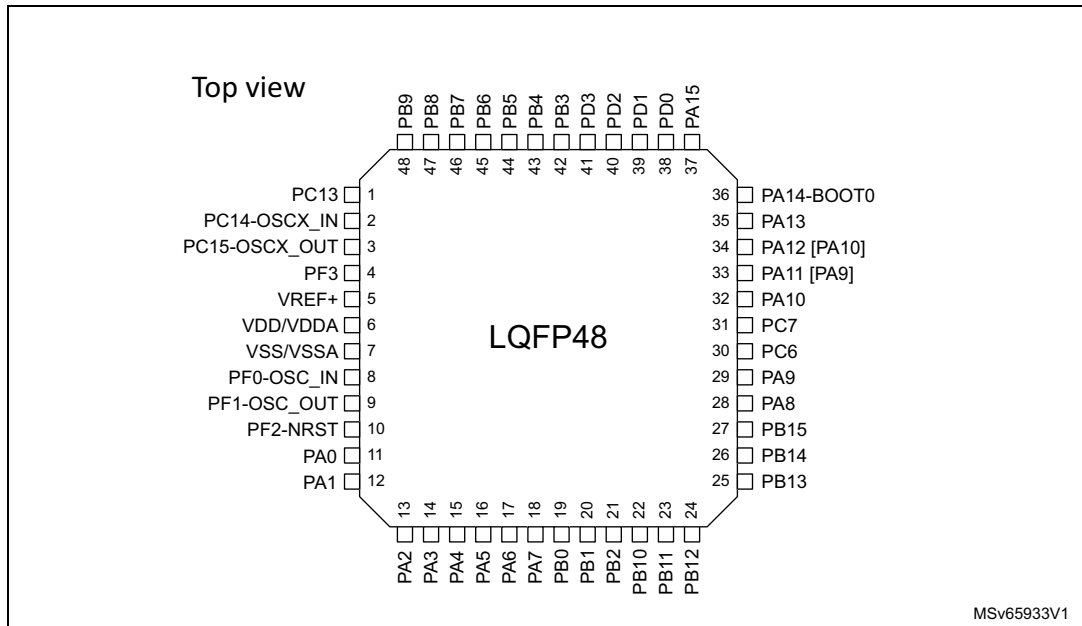 Top view
PB9
PB8
PB7
PB6
PB5
PB4
PB3
PD3
PD2
PD1
PD0
PA15
48
47
46
45
44
43
42
41
40
39
38
37
PC13 1
PC14-OSCX_IN 2
PC15-OSCX_OUT 3
PF3 4
VREF+ 5
VDD/VDDA 6
VSS/VSSA 7
PF0-OSC_IN 8
PF1-OSC_OUT 9
PF2-NRST 10
PA0 11
PA1 12
LQFP48
36 PA14-BOOT0
35 PA13
34 PA12 [PA10]
33 PA11 [PA9]
32 PA10
31 PC7
30 PC6
29 PA9
28 PA8
27 PB15
26 PB14
25 PB13
13
14
15
16
17
18
19
20
21
22
23
24
PA2
PA3
PA4
PA5
PA6
PA7
PB0
PB1
PB2
PB10
PB11
PB12
MSv65933V1